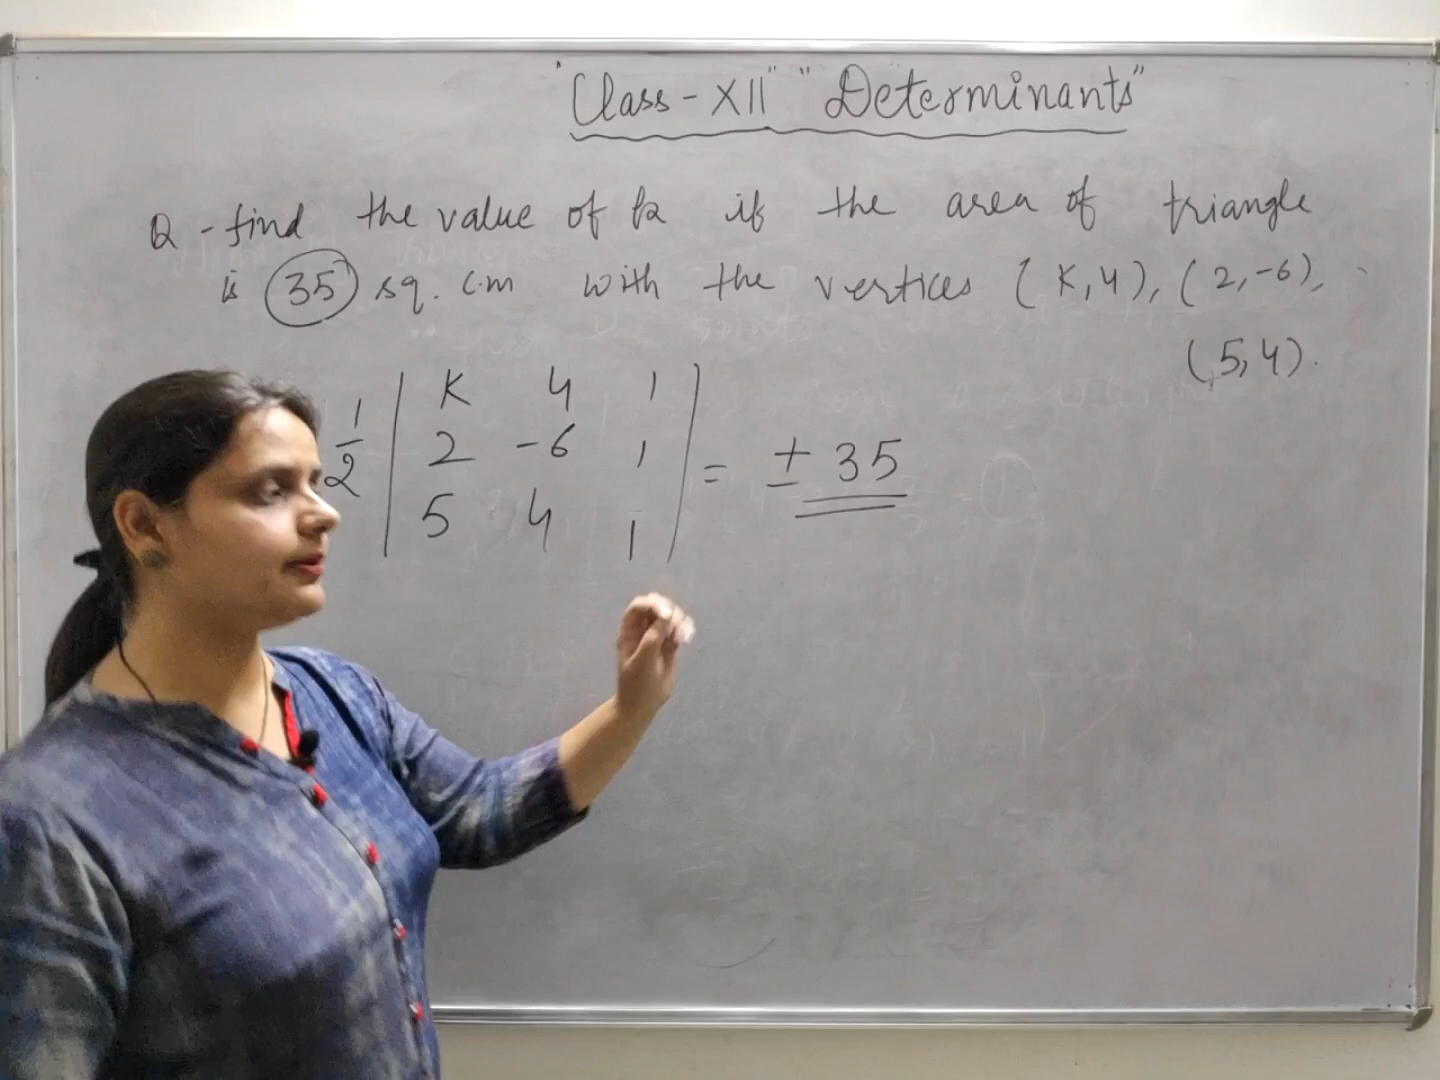 "Class - XII" "Determinants"
Q - find the value of k if the area of triangle
is 35 sq. cm with the vertices (K,4), (2,-6),
(5,4).
1/2 | K 4 1 |
| 2 -6 1 | = ± 35
| 5 4 1 |